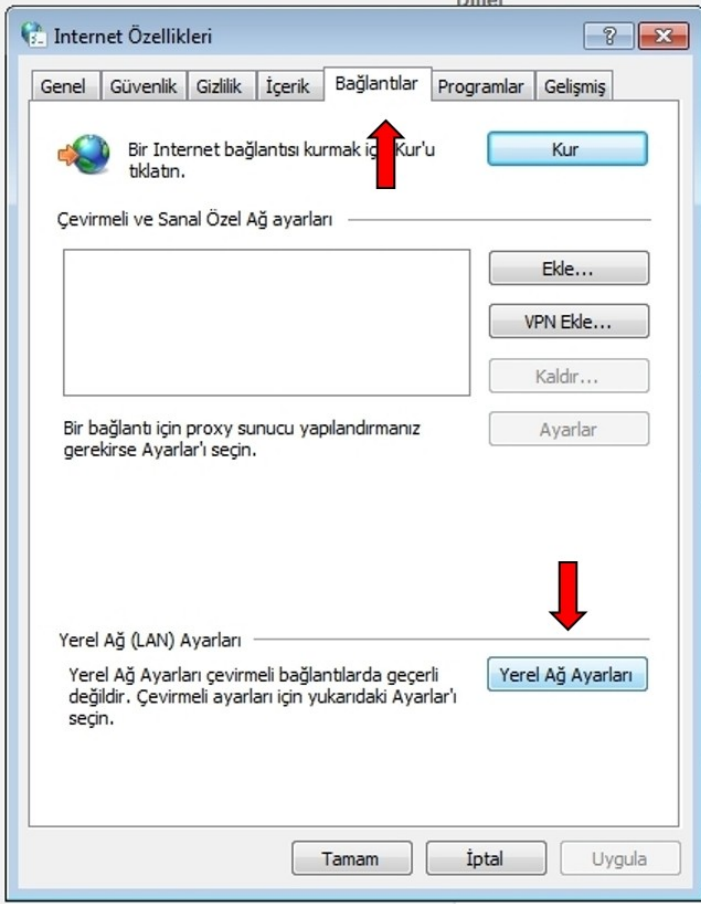 Diğer
Internet Özellikleri
Genel Güvenlik Gizlilik İçerik Bağlantılar Programlar Gelişmiş
Bir Internet bağlantısı kurmak için Kur'u
tıklatın.
Kur
Çevirmeli ve Sanal Özel Ağ ayarları
Ekle...
VPN Ekle...
Kaldır...
Ayarlar
Bir bağlantı için proxy sunucu yapılandırmanız
gerekirse Ayarlar'ı seçin.
Yerel Ağ (LAN) Ayarları
Yerel Ağ Ayarları çevirmeli bağlantılarda geçerli
değildir. Çevirmeli ayarları için yukarıdaki Ayarlar'ı
seçin.
Yerel Ağ Ayarları
Tamam İptal Uygula